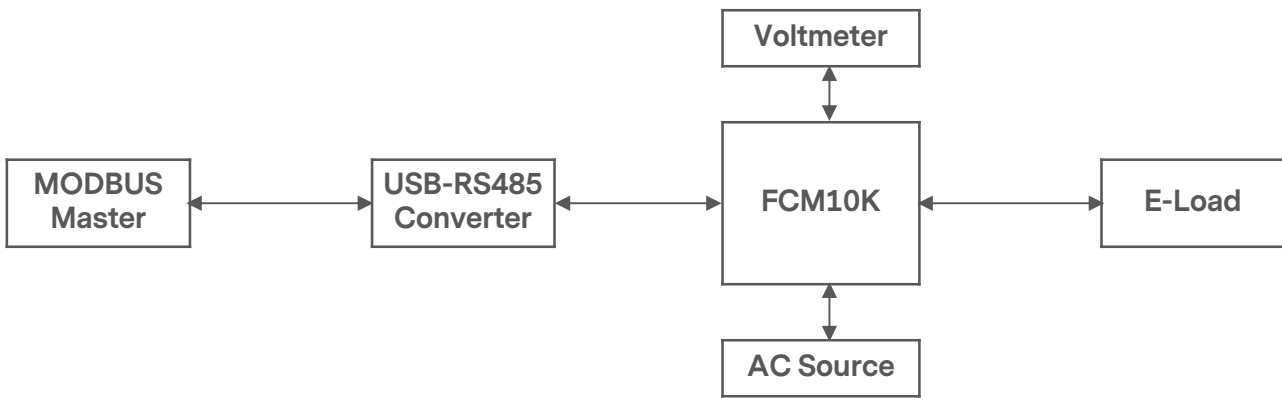 Voltmeter
MODBUS
Master
USB-RS485
Converter
FCM10K
E-Load
AC Source